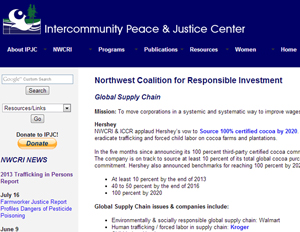 Intercommunity Peace & Justice Center
About IPJC NWCRI Programs Publications Resources Women Home
Google Custom Search
Search
Resources/Links
Go
Donate to IPJC!
Donate
NWCRI NEWS
2013 Trafficking in Persons
Report
July 16
Farmworker Justice Report
Profiles Dangers of Pesticide
Poisoning
June 9
Northwest Coalition for Responsible Investment
Global Supply Chain
Mission: To move corporations in a systemic and systematic way to improve wages
Hershey
NWCRI & ICCR applaud Hershey's vow to Source 100% certified cocoa by 2020
eradicate trafficking and forced child labor on cocoa farms and plantations
In the five months since announcing its 100 percent third-party certified cocoa comm
The company is on track to source at least 10 percent of its total global cocoa purc
commitment. Hershey also announced benchmarks for reaching 100 percent by 202
At least 10 percent by the end of 2013
40 to 50 percent by the end of 2016
100 percent by 2020
Global Supply Chain issues & companies include:
Environmentally & socially responsible global supply chain: Walmart
Human trafficking / forced labor in supply chain: Kroger